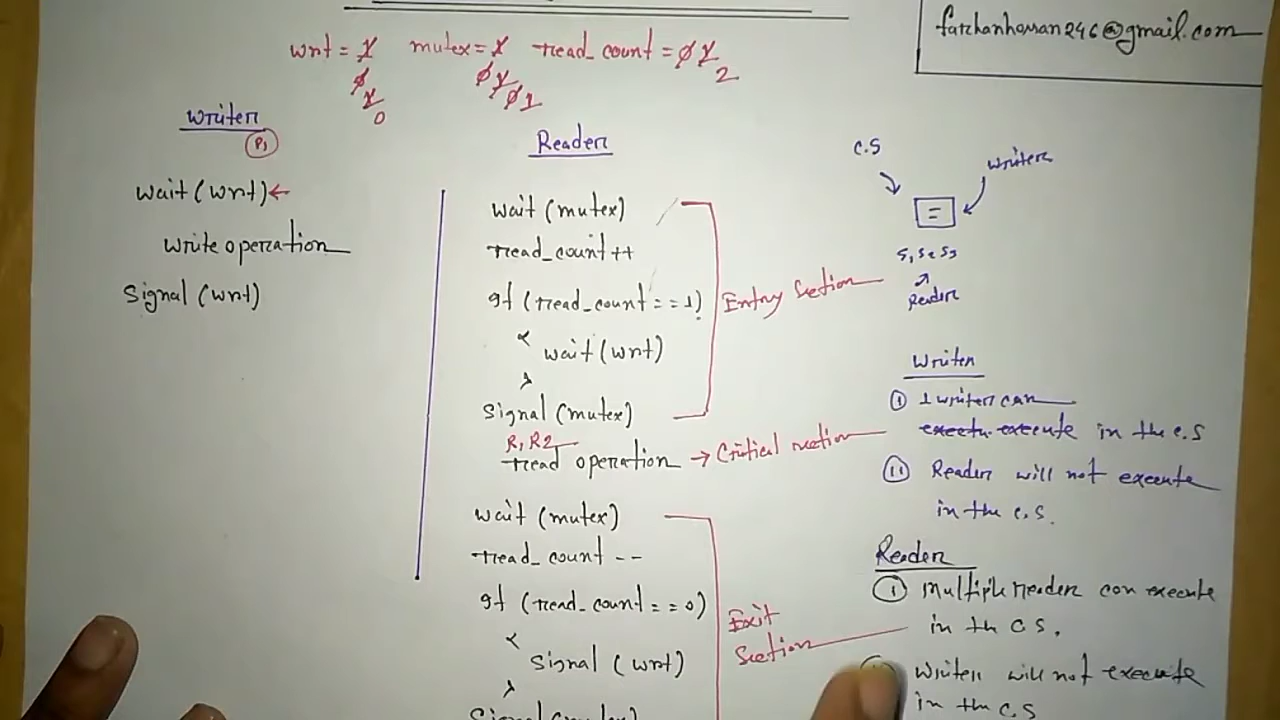 farhanhossan246@gmail.com
wrt = 1 mutex = 1 read_count = 0 1 2
0 0 1 0 1
1
0
Writer
P1
wait (wrt) ←
write operation
Signal (wrt)
Reader
wait (mutex)
read_count ++
If (read_count == 1)
{
wait (wrt)
}
Signal (mutex)
Entry Section
R1 R2
read operation → Critical section
wait (mutex)
read_count --
If (read_count == 0)
{
Signal (wrt)
}
Signal (mutex)
Exit
Section
C.S
writer
S1 S2 S3
Reader
Writer
(i) 1 writer can
execute in the C.S
(ii) Reader will not execute
in the C.S.
Reader
(i) Multiple reader can execute
in the C.S.
Writer will not execute
in the C.S